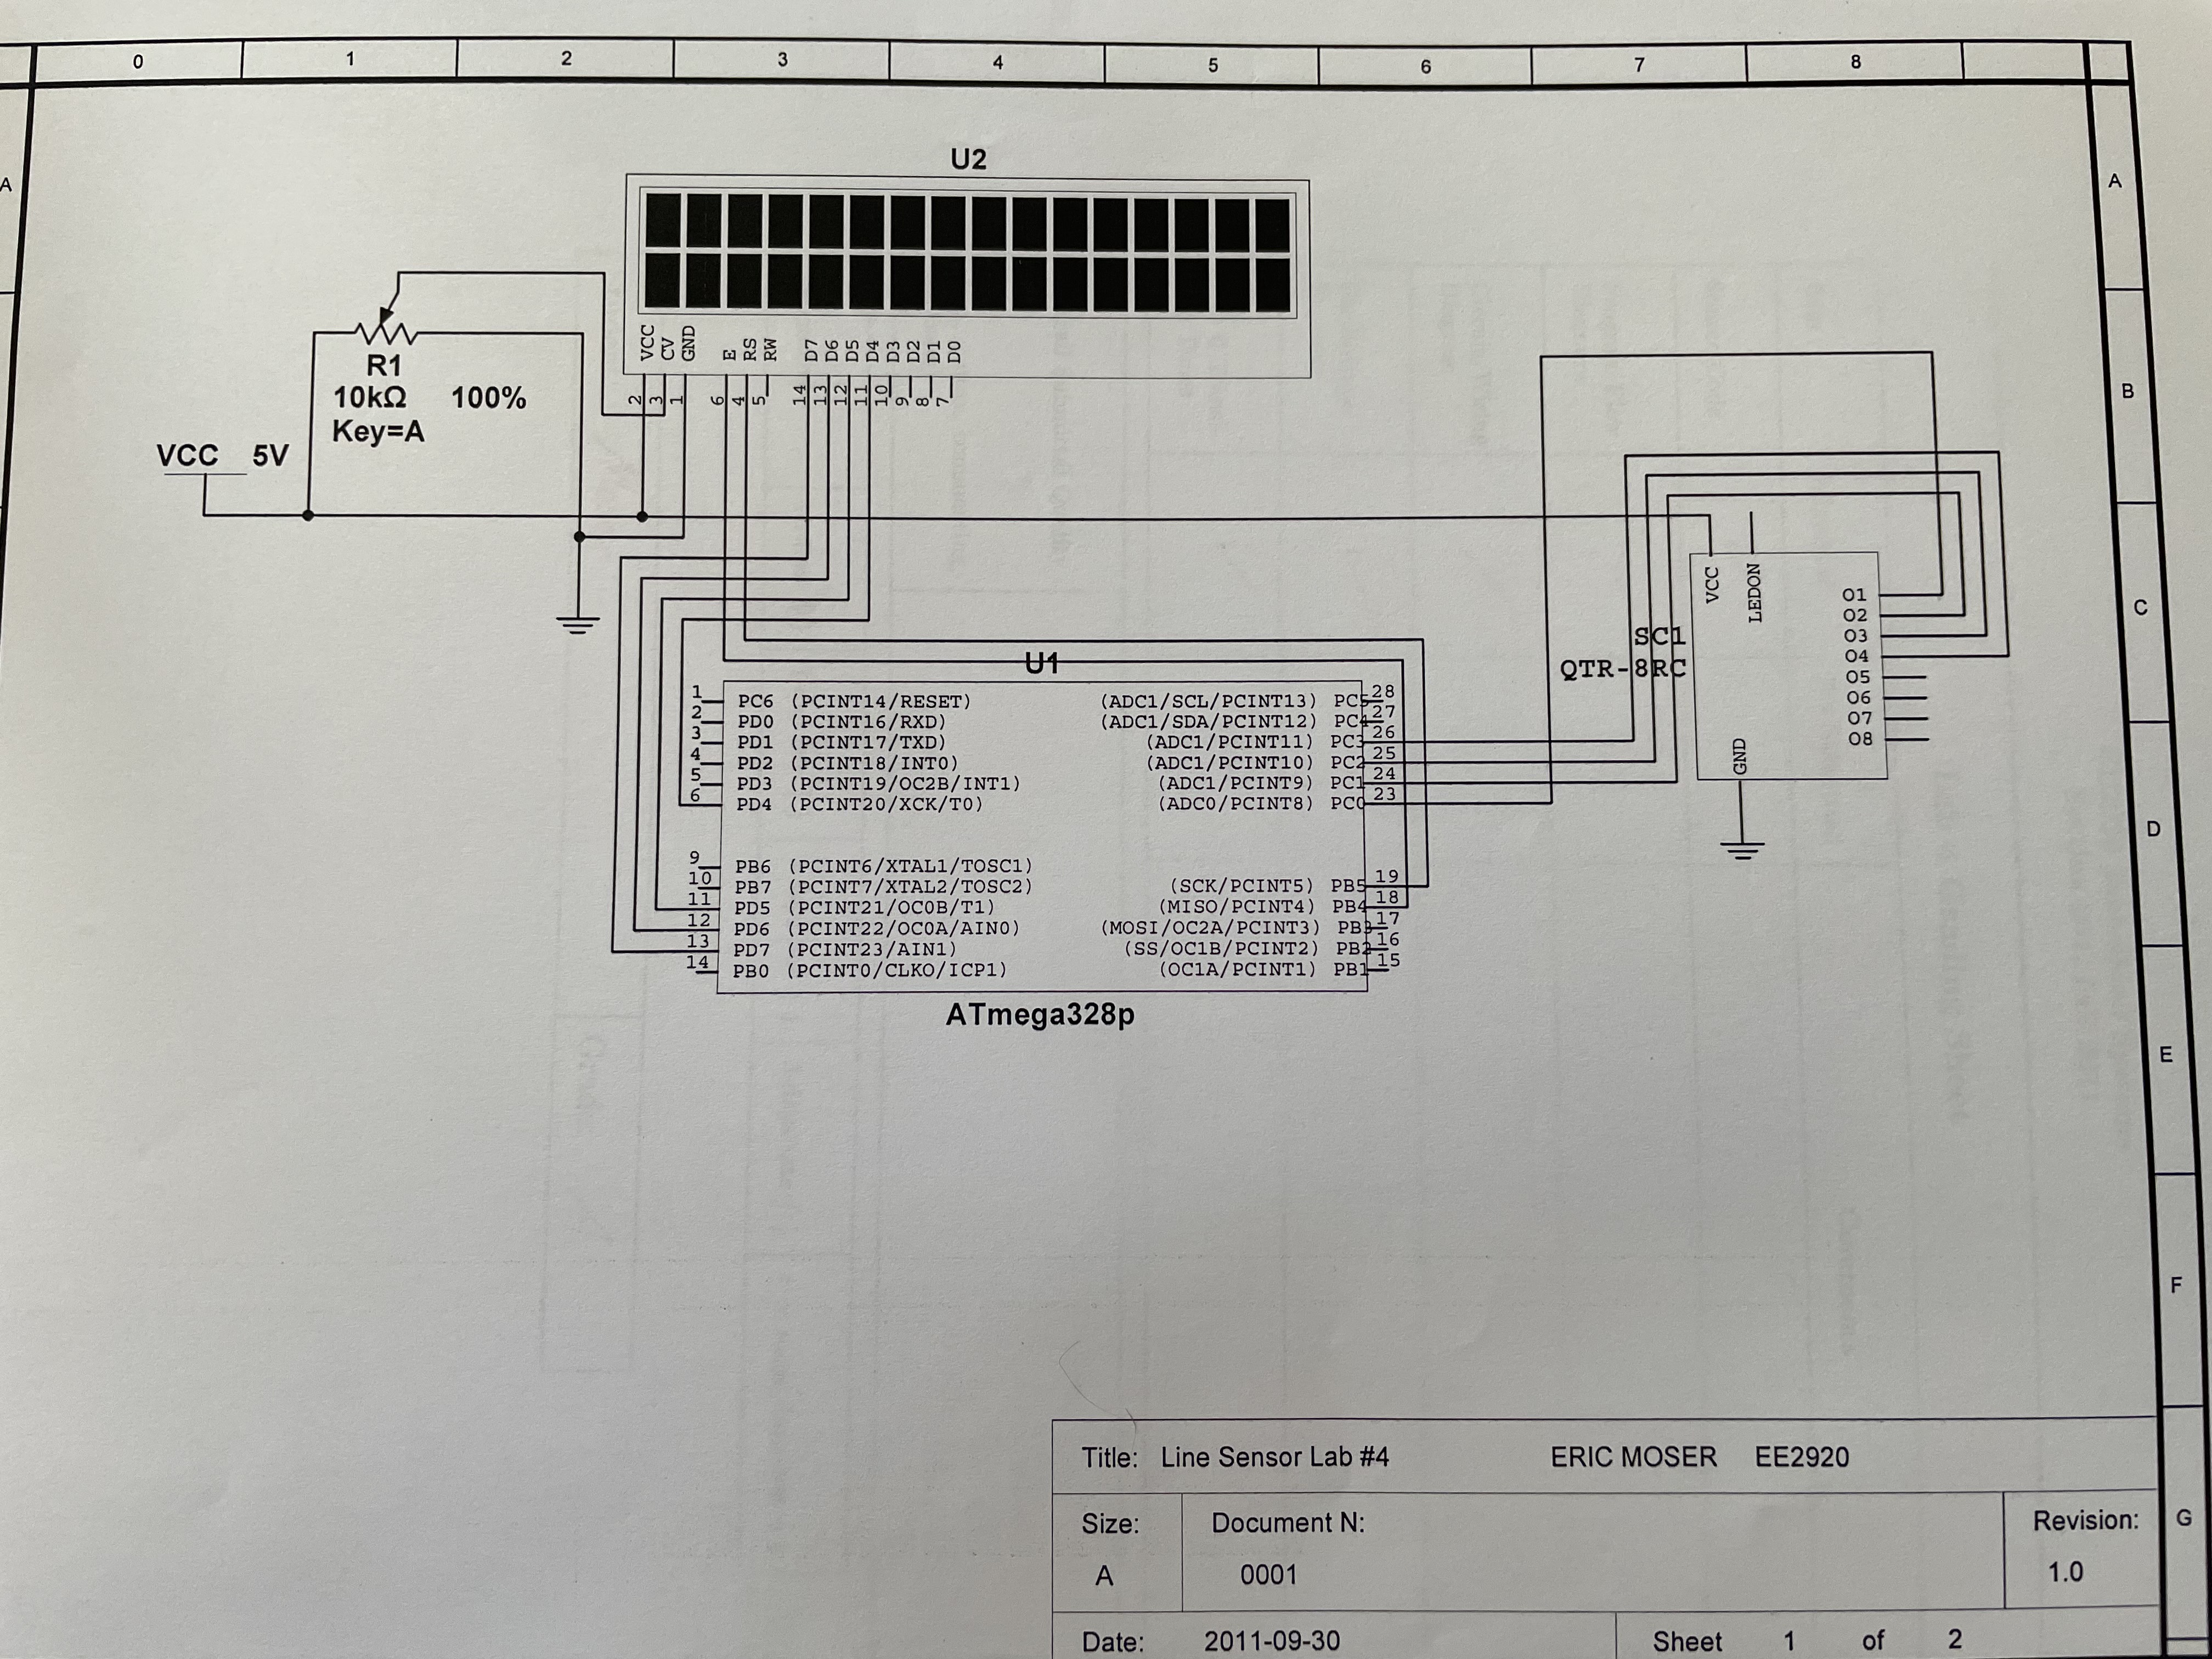 A
0 1 2 3 4 5 6 7 8
A
B
C
D
E
F
G
VCC 5V
R1
10kΩ 100%
Key=A
U2
VCC
CV
GND
E
RS
RW
D7
D6
D5
D4
D3
D2
D1
D0
2
3
1
6
4
5
14
13
12
11
10
9
8
7
U1
1 PC6 (PCINT14/RESET)
2 PD0 (PCINT16/RXD)
3 PD1 (PCINT17/TXD)
4 PD2 (PCINT18/INT0)
5 PD3 (PCINT19/OC2B/INT1)
6 PD4 (PCINT20/XCK/T0)
9 PB6 (PCINT6/XTAL1/TOSC1)
10 PB7 (PCINT7/XTAL2/TOSC2)
11 PD5 (PCINT21/OC0B/T1)
12 PD6 (PCINT22/OC0A/AIN0)
13 PD7 (PCINT23/AIN1)
14 PB0 (PCINT0/CLKO/ICP1)
(ADC1/SCL/PCINT13) PC5 28
(ADC1/SDA/PCINT12) PC4 27
(ADC1/PCINT11) PC3 26
(ADC1/PCINT10) PC2 25
(ADC1/PCINT9) PC1 24
(ADC0/PCINT8) PC0 23
(SCK/PCINT5) PB5 19
(MISO/PCINT4) PB4 18
(MOSI/OC2A/PCINT3) PB3 17
(SS/OC1B/PCINT2) PB2 16
(OC1A/PCINT1) PB1 15
ATmega328p
SC1
QTR-8RC
VCC
LEDON
GND
O1
O2
O3
O4
O5
O6
O7
O8
Title: Line Sensor Lab #4 ERIC MOSER EE2920
Size: Document N: Revision:
A 0001 1.0
Date: 2011-09-30 Sheet 1 of 2